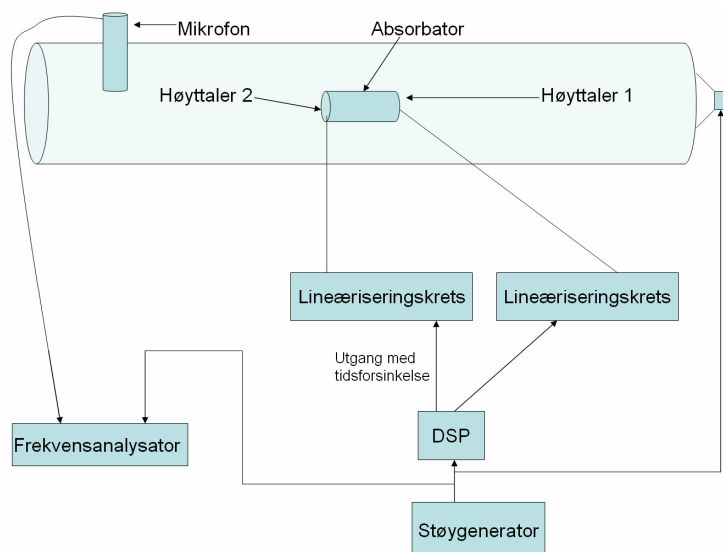 Mikrofon
Absorbator
Høyttaler 2
Høyttaler 1
Lineæriseringskrets
Lineæriseringskrets
Utgang med
tidsforsinkelse
Frekvensanalysator
DSP
Støygenerator